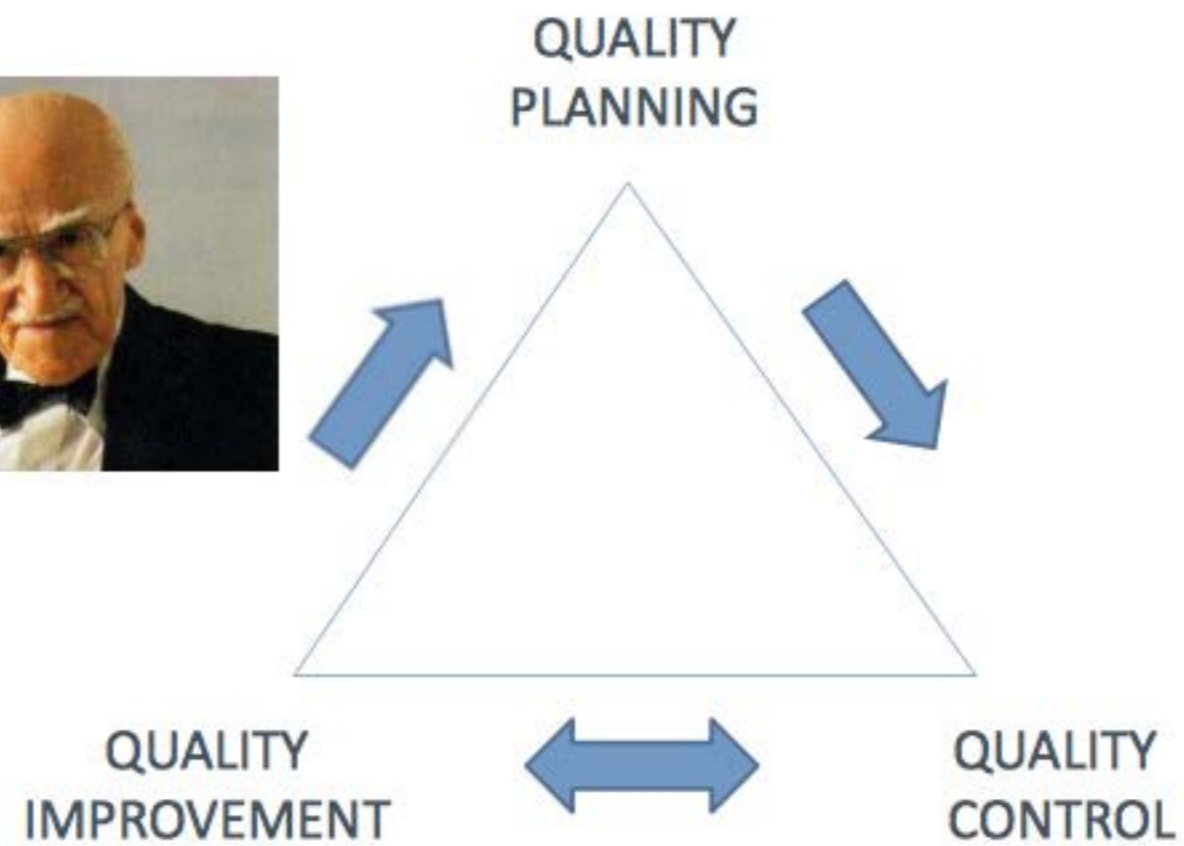 QUALITY
PLANNING
QUALITY
IMPROVEMENT
QUALITY
CONTROL